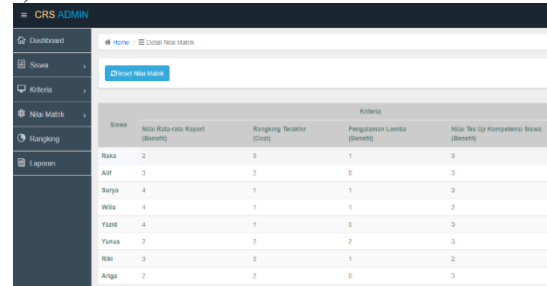 CRS ADMIN
Dashboard
Home / Detail Nilai Matrik
Siswa
Reset Nilai Matrik
Kriteria
Nilai Matrik
Kriteria
Siswa
Nilai Rata-rata Raport Rangking Terakhir Pengalaman Lomba Nilai Tes Uji Kompetensi Siswa
(Benefit) (Cost) (Benefit) (Benefit)
Rangking
Laporan
Raka 2 3 1 3
Alif 3 2 0 3
Surya 4 1 1 3
Willa 4 1 1 2
Yazid 4 1 0 3
Yunus 2 2 2 3
Riki 3 3 1 2
Ariga 2 2 0 3